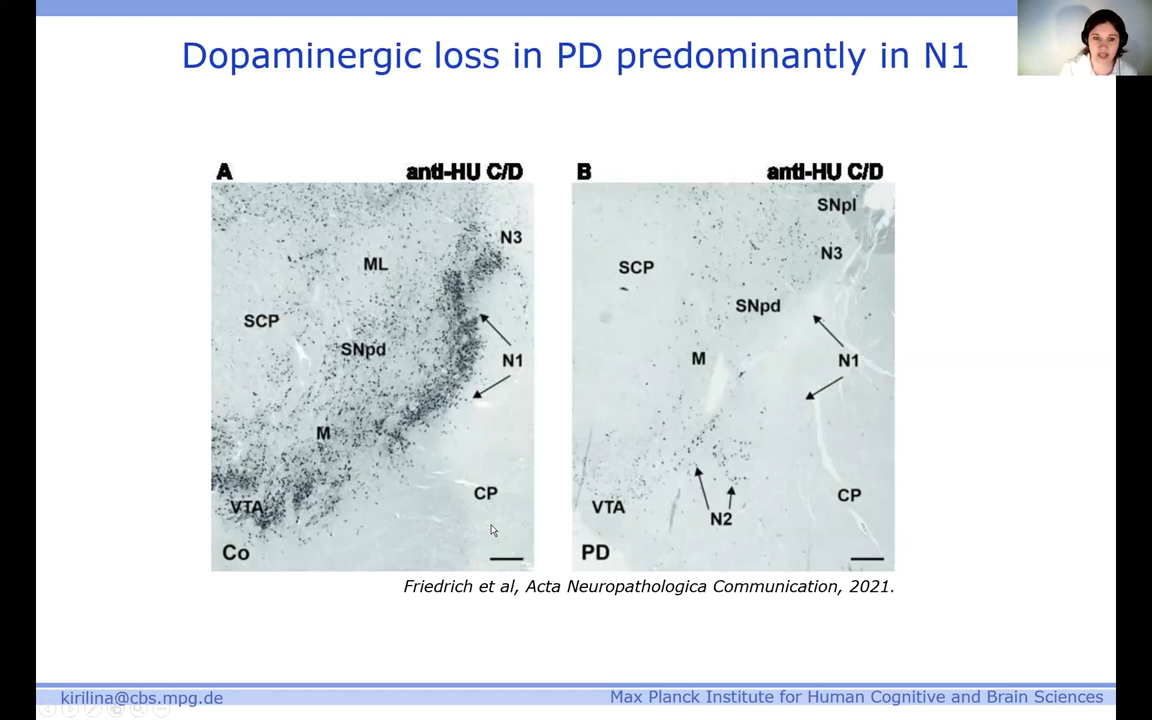 Dopaminergic loss in PD predominantly in N1
A
anti-HU C/D
N3
ML
SCP
SNpd
N1
M
CP
VTA
Co
B
anti-HU C/D
SNpl
N3
SCP
SNpd
M
N1
CP
VTA
N2
PD
Friedrich et al, Acta Neuropathologica Communication, 2021.
kirilina@cbs.mpg.de
Max Planck Institute for Human Cognitive and Brain Sciences